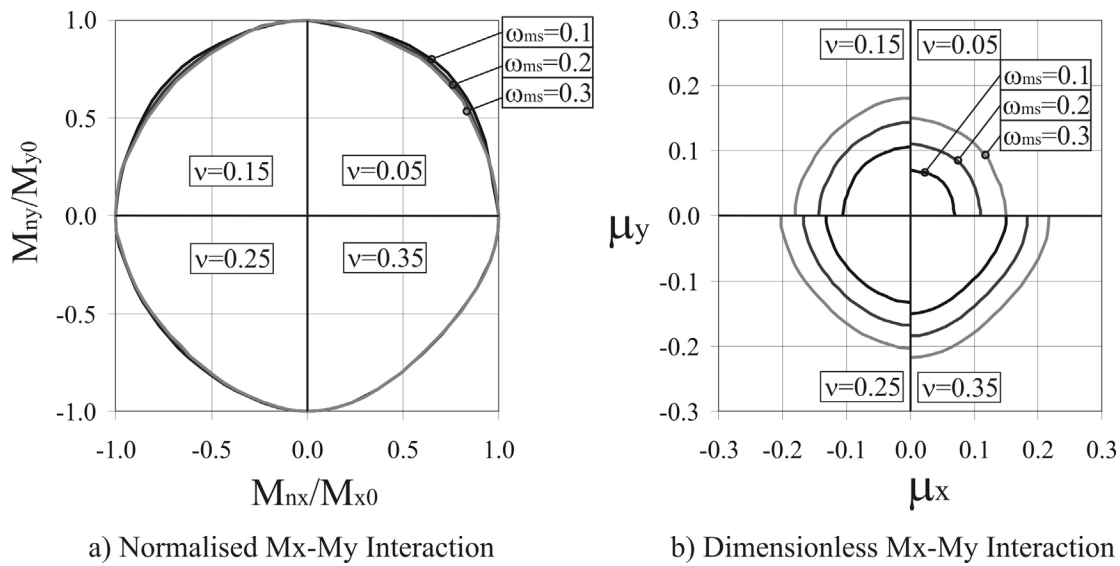 1.0
0.5
0.0
-0.5
-1.0
-1.0
-0.5
0.0
0.5
1.0
Mny/My0
Mnx/Mx0
ν=0.15
ν=0.05
ν=0.25
ν=0.35
ωms=0.1
ωms=0.2
ωms=0.3
a) Normalised Mx-My Interaction
0.3
0.2
0.1
0.0
-0.1
-0.2
-0.3
-0.3
-0.2
-0.1
0.0
0.1
0.2
0.3
μy
μx
ν=0.15
ν=0.05
ωms=0.1
ωms=0.2
ωms=0.3
ν=0.25
ν=0.35
b) Dimensionless Mx-My Interaction